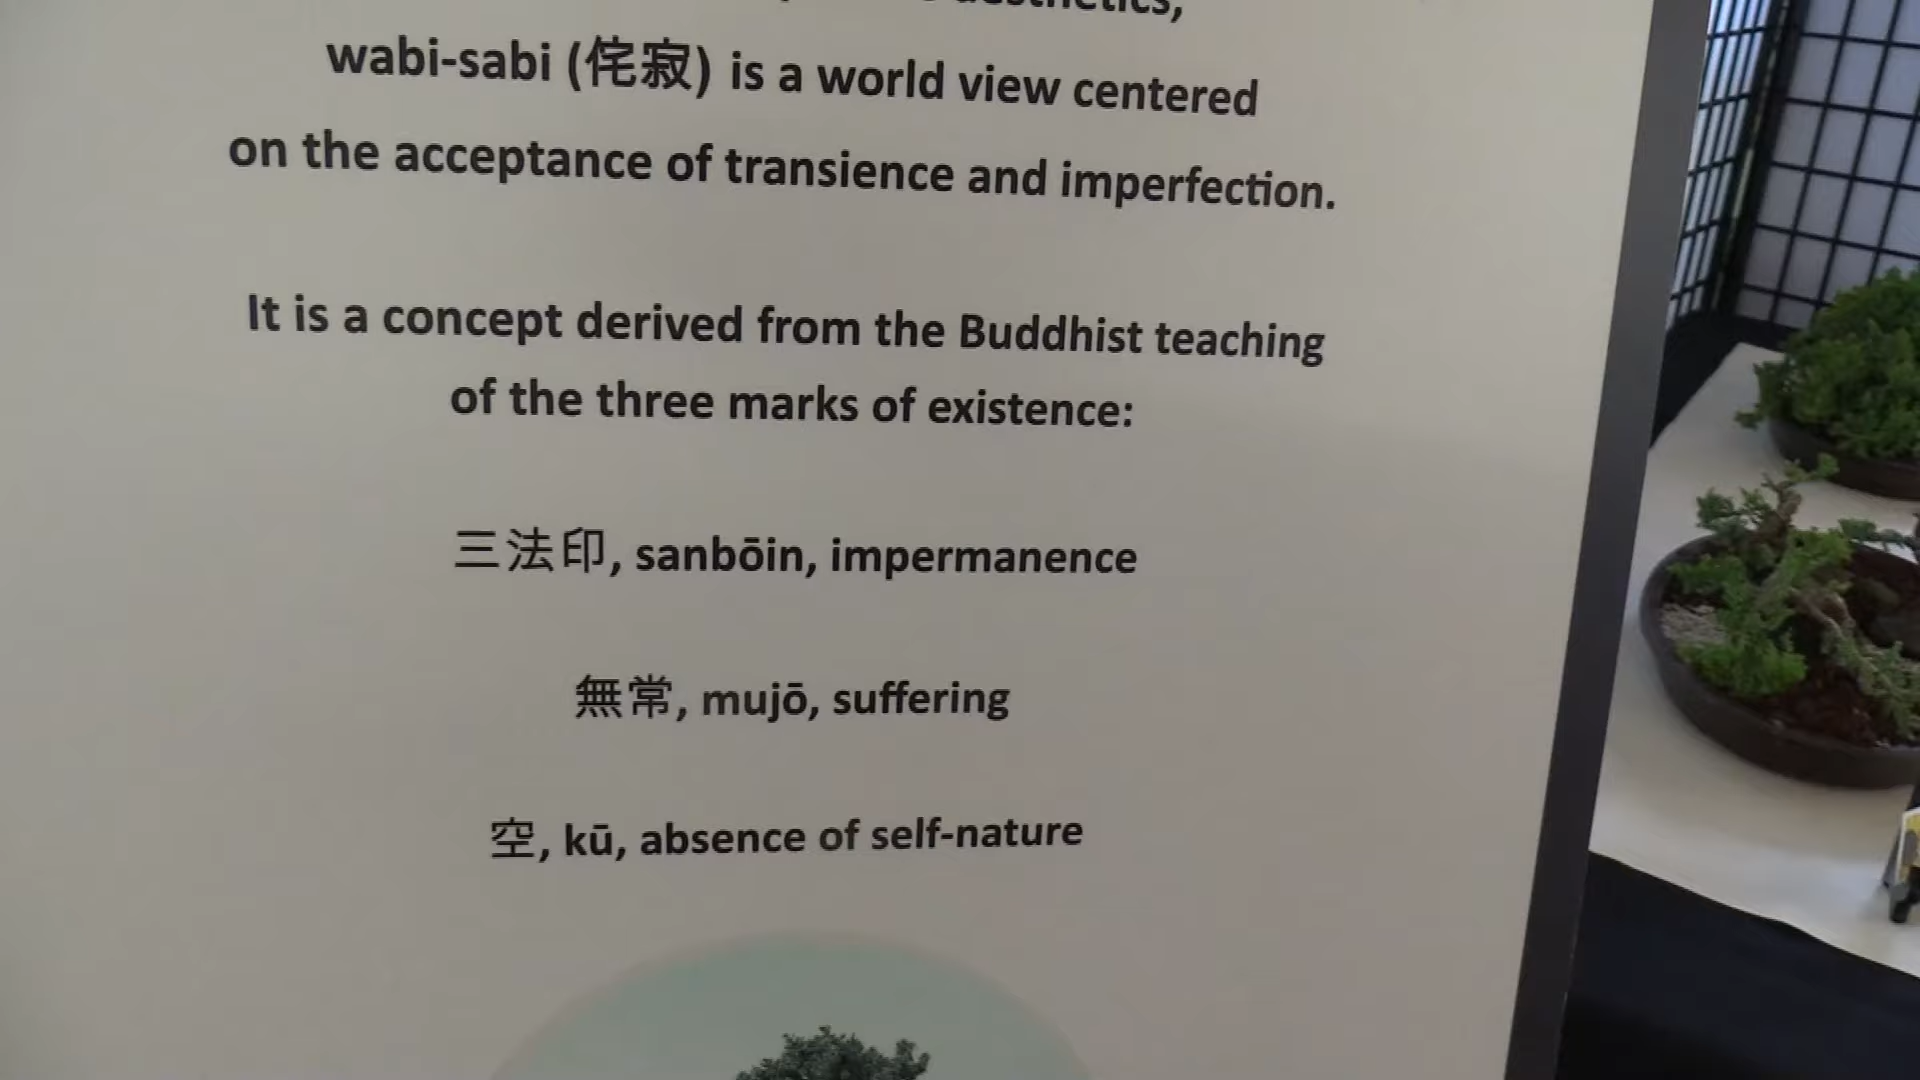 aesthetics,
wabi-sabi (侘寂) is a world view centered
on the acceptance of transience and imperfection.
It is a concept derived from the Buddhist teaching
of the three marks of existence:
三法印, sanbōin, impermanence
無常, mujō, suffering
空, kū, absence of self-nature